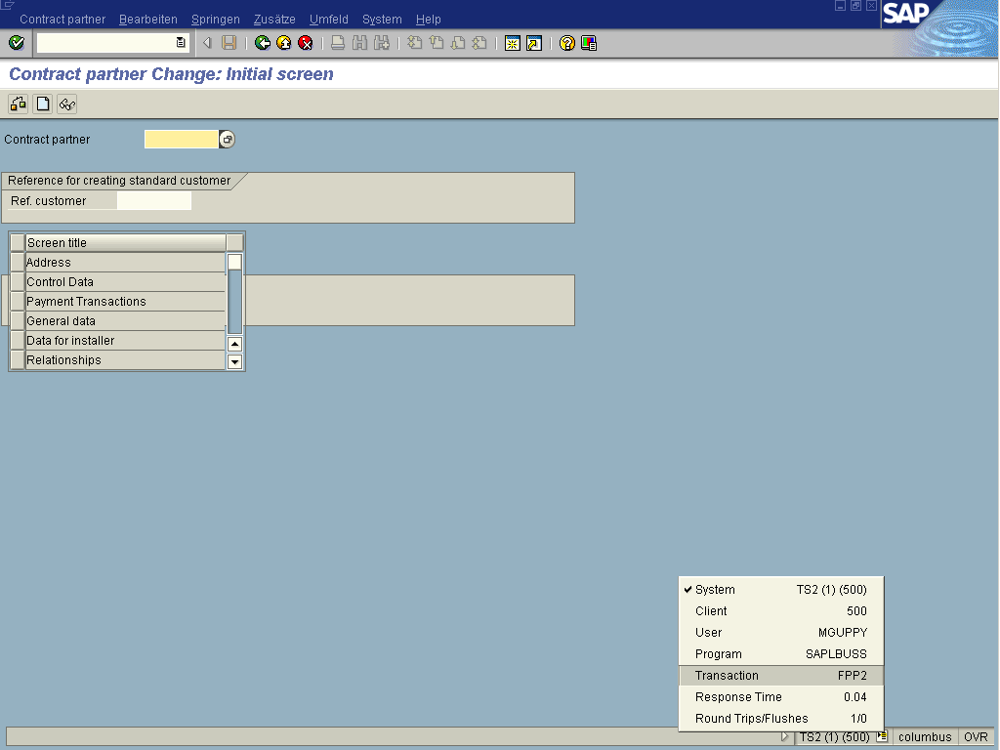 Contract partner Bearbeiten Springen Zusätze Umfeld System Help
SAP
Contract partner Change: Initial screen
Contract partner
Reference for creating standard customer
Ref. customer
Screen title
Address
Control Data
Payment Transactions
General data
Data for installer
Relationships
System TS2 (1) (500)
Client 500
User MGUPPY
Program SAPLBUSS
Transaction FPP2
Response Time 0.04
Round Trips/Flushes 1/0
TS2 (1) (500) columbus OVR